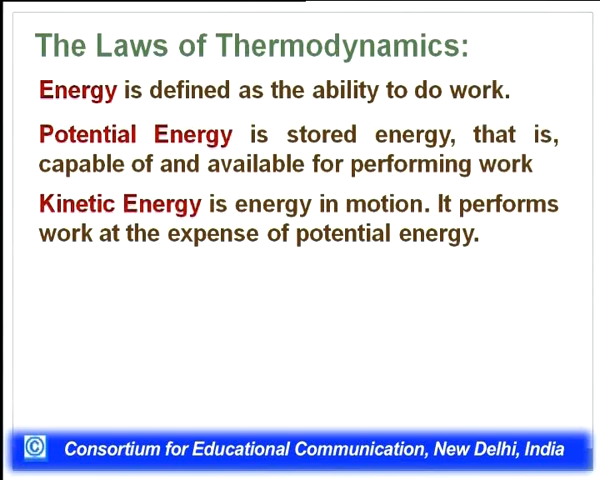 The Laws of Thermodynamics:
Energy is defined as the ability to do work.
Potential Energy is stored energy, that is,
capable of and available for performing work
Kinetic Energy is energy in motion. It performs
work at the expense of potential energy.
© Consortium for Educational Communication, New Delhi, India